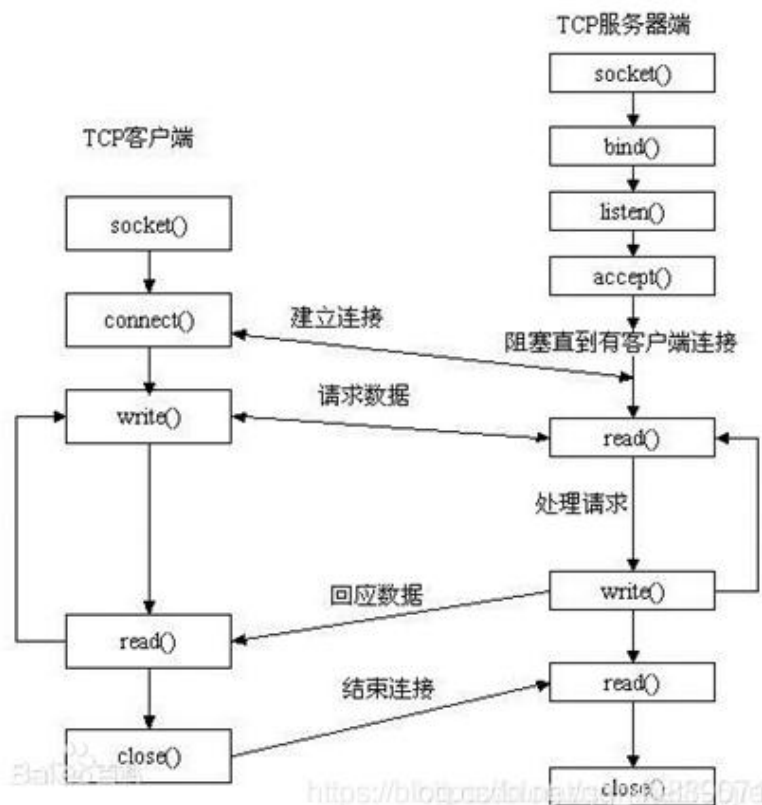 TCP服务器端
socket()
bind()
TCP客户端
listen()
socket()
accept()
connect()
建立连接
阻塞直到有客户端连接
请求数据
write()
read()
处理请求
回应数据
write()
read()
结束连接
read()
close()
close()